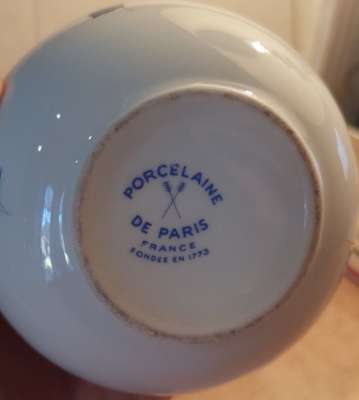 PORCELAINE
DE PARIS
FRANCE
FONDÉE EN 1773